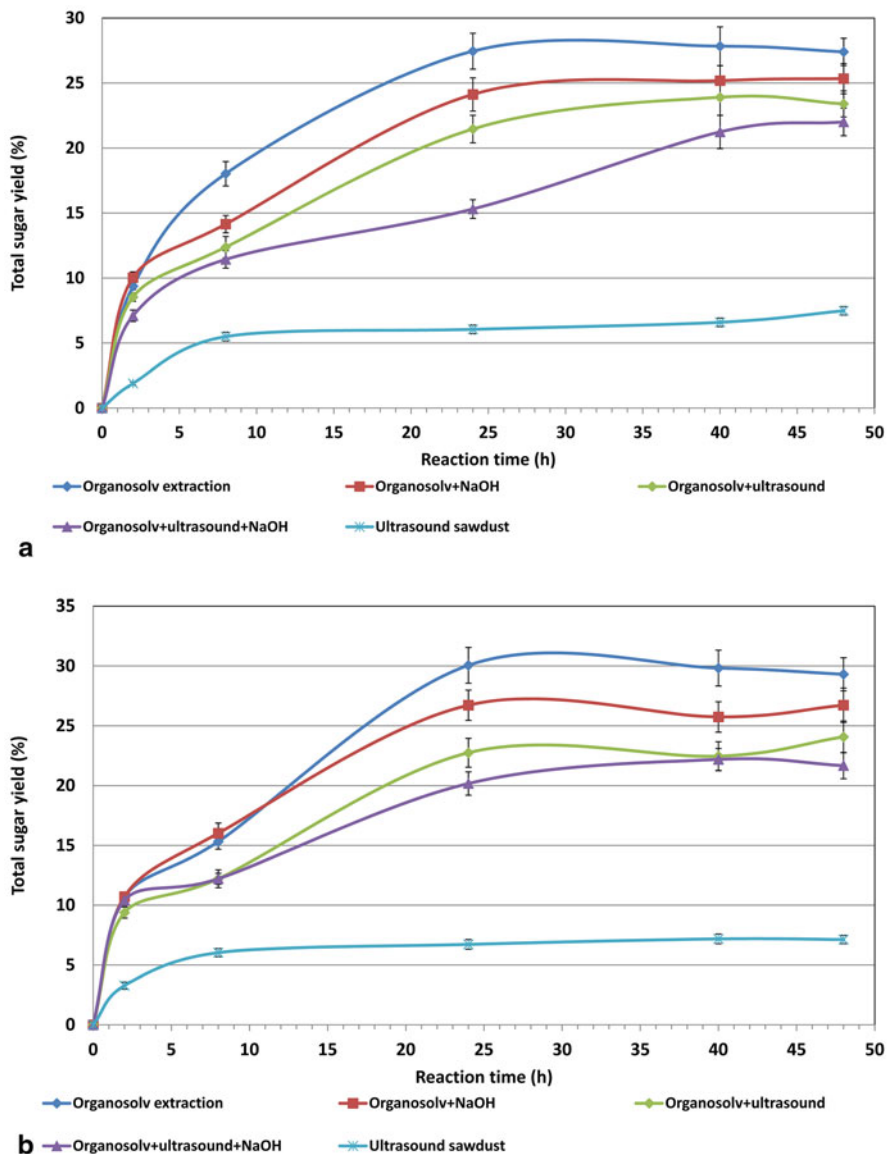 30
25
20
15
10
5
0
Total sugar yield (%)
0 5 10 15 20 25 30 35 40 45 50
Reaction time (h)
Organosolv extraction Organosolv+NaOH Organosolv+ultrasound
Organosolv+ultrasound+NaOH Ultrasound sawdust
a
35
30
25
20
15
10
5
0
Total sugar yield (%)
0 5 10 15 20 25 30 35 40 45 50
Reaction time (h)
Organosolv extraction Organosolv+NaOH Organosolv+ultrasound
Organosolv+ultrasound+NaOH Ultrasound sawdust
b